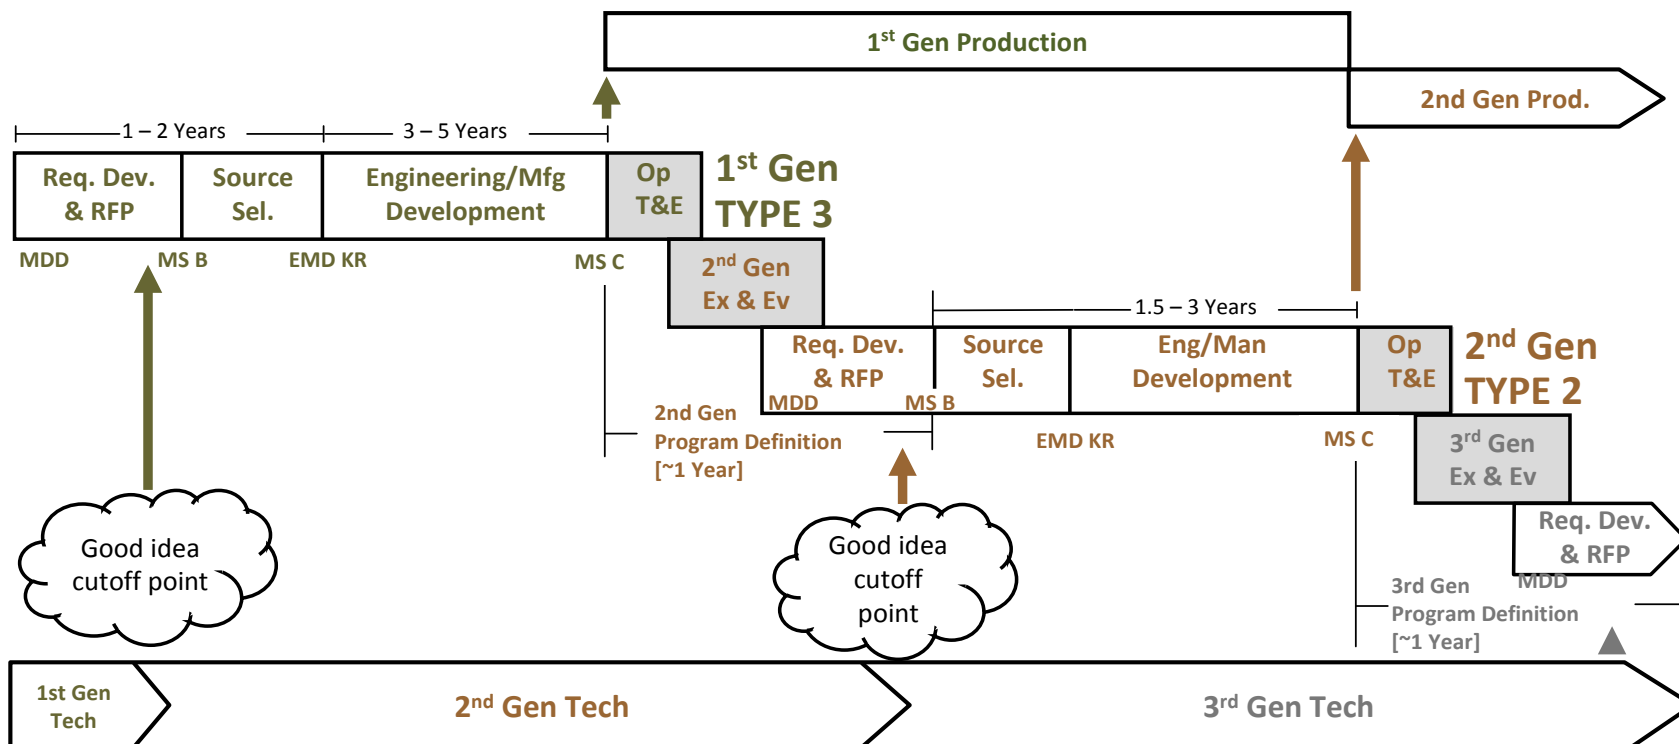 1st Gen Production
2nd Gen Prod.
1 – 2 Years
3 – 5 Years
Req. Dev.
& RFP
Source
Sel.
Engineering/Mfg
Development
Op
T&E
1st Gen
TYPE 3
MDD
MS B
EMD KR
MS C
2nd Gen
Ex & Ev
1.5 – 3 Years
Req. Dev.
& RFP
MDD
MS B
Source
Sel.
Eng/Man
Development
Op
T&E
2nd Gen
TYPE 2
2nd Gen
Program Definition
[~1 Year]
EMD KR
MS C
3rd Gen
Ex & Ev
Req. Dev.
& RFP
MDD
3rd Gen
Program Definition
[~1 Year]
Good idea
cutoff point
Good idea
cutoff
point
1st Gen
Tech
2nd Gen Tech
3rd Gen Tech